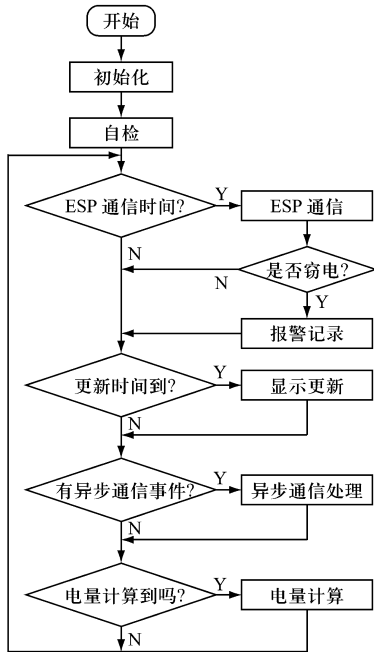 开始
初始化
自检
ESP 通信时间?
Y
ESP 通信
N
是否窃电?
N
Y
报警记录
更新时间到?
Y
显示更新
N
有异步通信事件?
Y
异步通信处理
N
电量计算到吗?
Y
电量计算
N